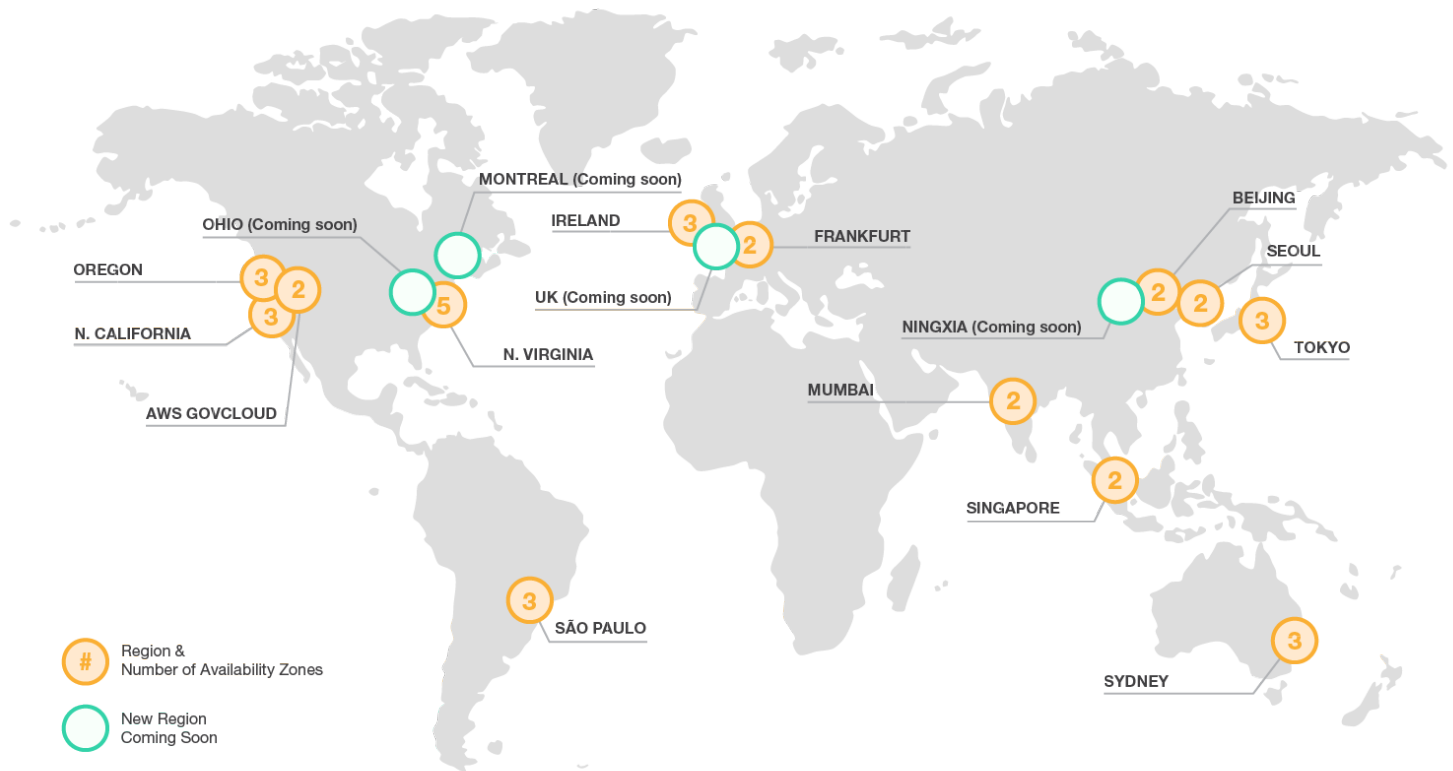 MONTREAL (Coming soon)
OHIO (Coming soon)
OREGON
3
2
3
5
N. CALIFORNIA
N. VIRGINIA
AWS GOVCLOUD
IRELAND
3
2
FRANKFURT
UK (Coming soon)
BEIJING
SEOUL
2
2
3
NINGXIA (Coming soon)
TOKYO
MUMBAI
2
2
SINGAPORE
3
SÃO PAULO
3
SYDNEY
#
Region &
Number of Availability Zones
New Region
Coming Soon